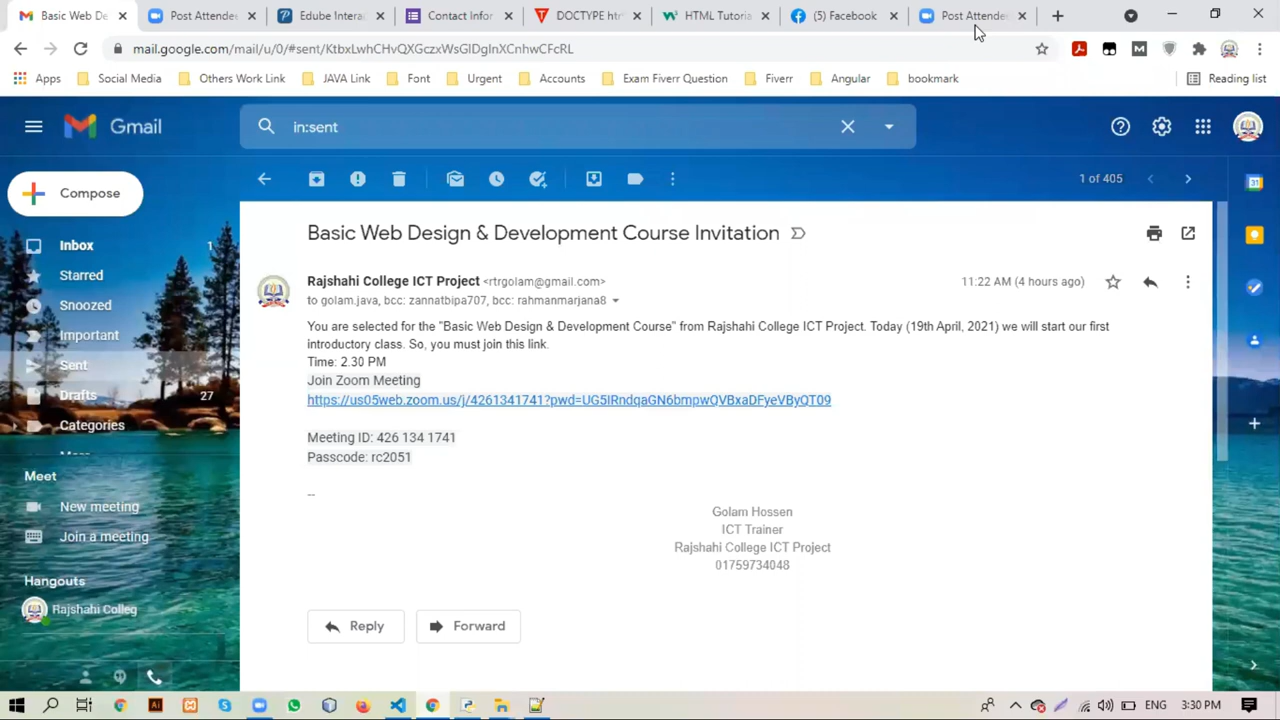 Basic Web De
Post Attendee
Edube Intera
Contact Infor
DOCTYPE htm
HTML Tutoria
(5) Facebook
Post Attende
mail.google.com/mail/u/0/#sent/
Apps
Social Media
Others Work Link
JAVA Link
Font
Urgent
Accounts
Exam Fiverr Question
Fiverr
Angular
bookmark
Reading list
Gmail
in:sent
Compose
1 of 405
Inbox
1
Starred
Snoozed
Important
Sent
Drafts
27
Categories
Meet
New meeting
Join a meeting
Hangouts
Rajshahi Colleg
Basic Web Design & Development Course Invitation
Rajshahi College ICT Project <rtrgolam@gmail.com>
11:22 AM (4 hours ago)
to golam.java, bcc: zannatbipa707, bcc: rahmanmarjana8
You are selected for the "Basic Web Design & Development Course" from Rajshahi College ICT Project. Today (19th April, 2021) we will start our first
introductory class. So, you must join this link.
Time: 2.30 PM
Join Zoom Meeting
https://us05web.zoom.us/j/4261341741?pwd=
Meeting ID: 426 134 1741
Passcode: rc2051
--
Golam Hossen
ICT Trainer
Rajshahi College ICT Project
01759734048
Reply
Forward
ENG
3:30 PM